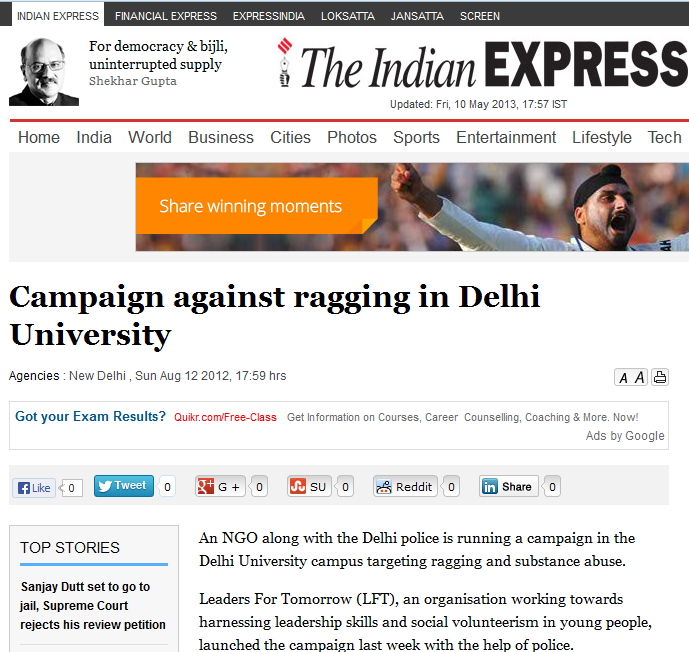 INDIAN EXPRESS FINANCIAL EXPRESS EXPRESSINDIA LOKSATTA JANSATTA SCREEN
For democracy & bijli,
uninterrupted supply
Shekhar Gupta
The Indian EXPRESS
Updated: Fri, 10 May 2013, 17:57 IST
Home India World Business Cities Photos Sports Entertainment Lifestyle Tech
Share winning moments
Campaign against ragging in Delhi
University
Agencies : New Delhi , Sun Aug 12 2012, 17:59 hrs
A A
Got your Exam Results? Quikr.com/Free-Class Get Information on Courses, Career Counselling, Coaching & More. Now!
Ads by Google
Like 0 Tweet 0 G + 0 SU 0 Reddit 0 Share 0
TOP STORIES
Sanjay Dutt set to go to
jail, Supreme Court
rejects his review petition
An NGO along with the Delhi police is running a campaign in the
Delhi University campus targeting ragging and substance abuse.
Leaders For Tomorrow (LFT), an organisation working towards
harnessing leadership skills and social volunteerism in young people,
launched the campaign last week with the help of police.